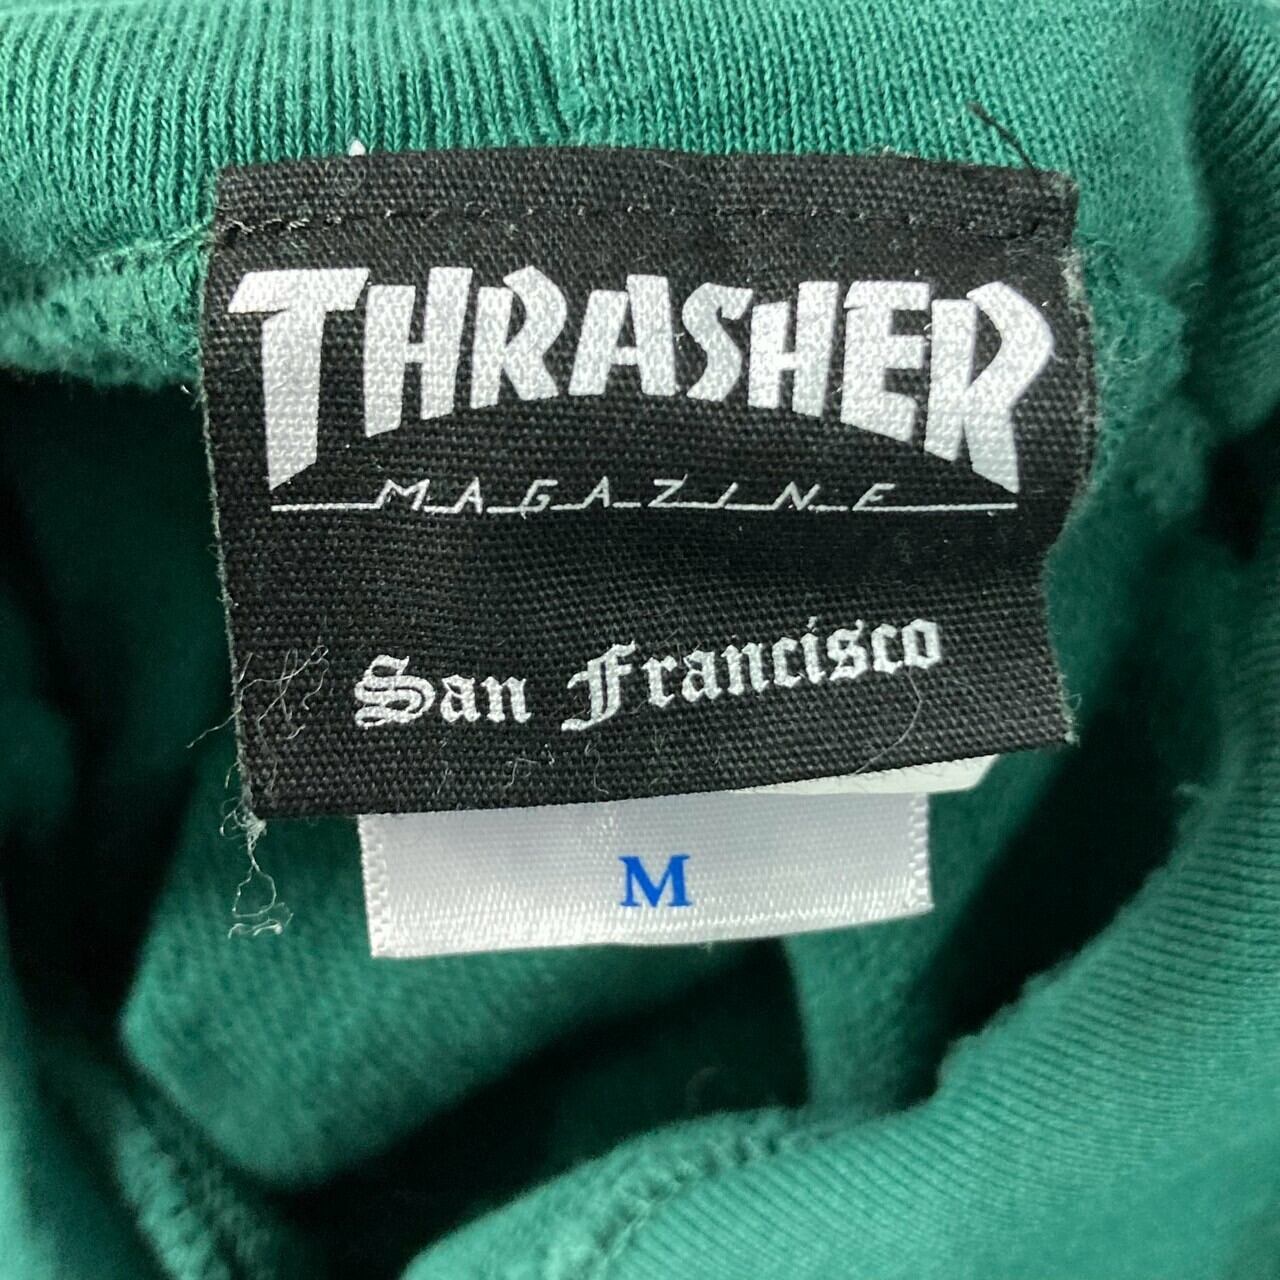 THRASHER
MAGAZINE
San Francisco
M